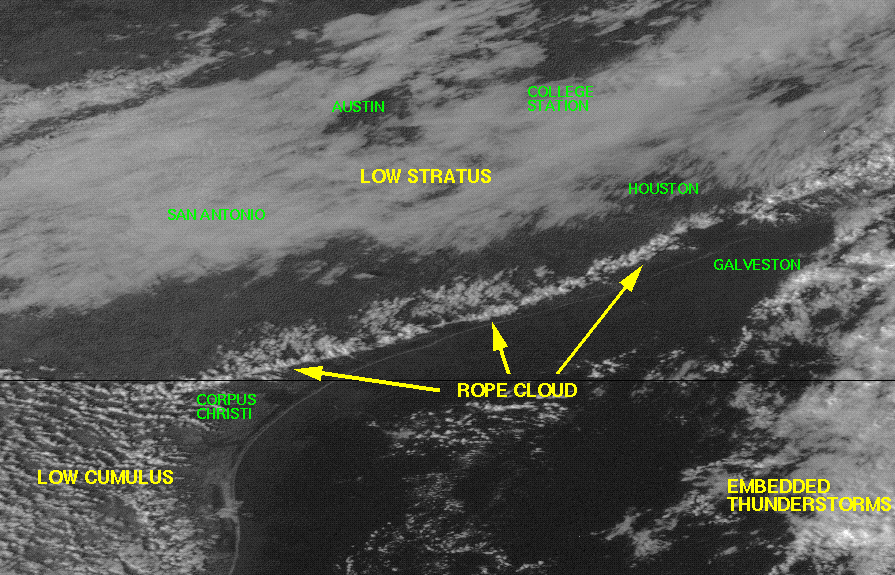 AUSTIN
COLLEGE
STATION
LOW STRATUS
HOUSTON
SAN ANTONIO
GALVESTON
ROPE CLOUD
CORPUS
CHRISTI
LOW CUMULUS
EMBEDDED
THUNDERSTORMS